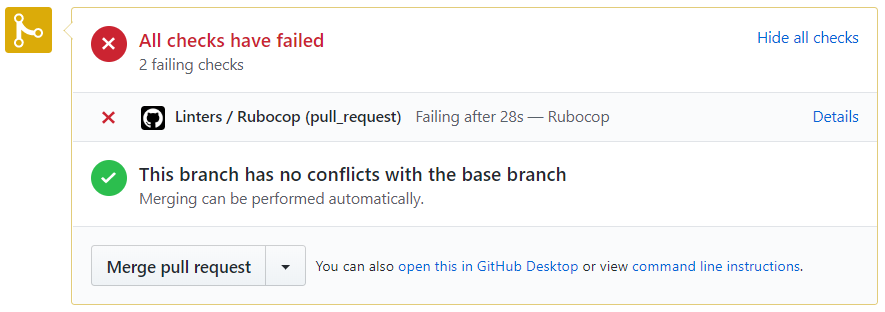 All checks have failed
Hide all checks
2 failing checks
Linters / Rubocop (pull_request) Failing after 28s — Rubocop
Details
This branch has no conflicts with the base branch
Merging can be performed automatically.
Merge pull request
You can also open this in GitHub Desktop or view command line instructions.